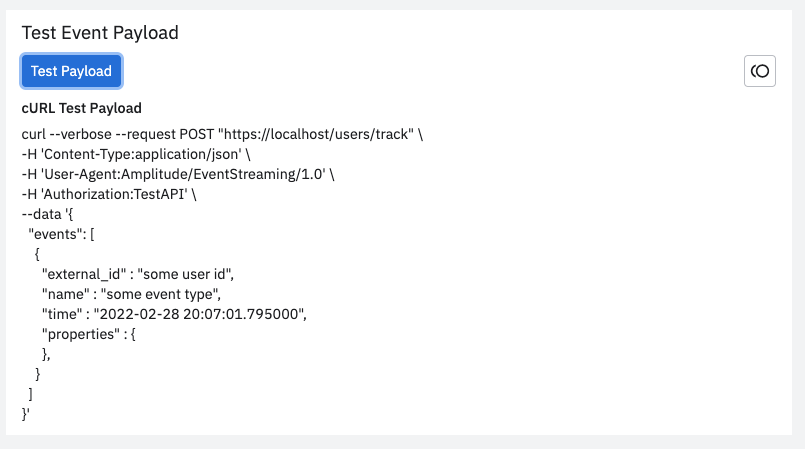 Test Event Payload
Test Payload
cURL Test Payload
curl --verbose --request POST "https://localhost/users/track" \
-H 'Content-Type:application/json' \
-H 'User-Agent:Amplitude/EventStreaming/1.0' \
-H 'Authorization:TestAPI' \
--data '{
  "events": [
    {
      "external_id" : "some user id",
      "name" : "some event type",
      "time" : "2022-02-28 20:07:01.795000",
      "properties" : {
      },
    }
  ]
}'